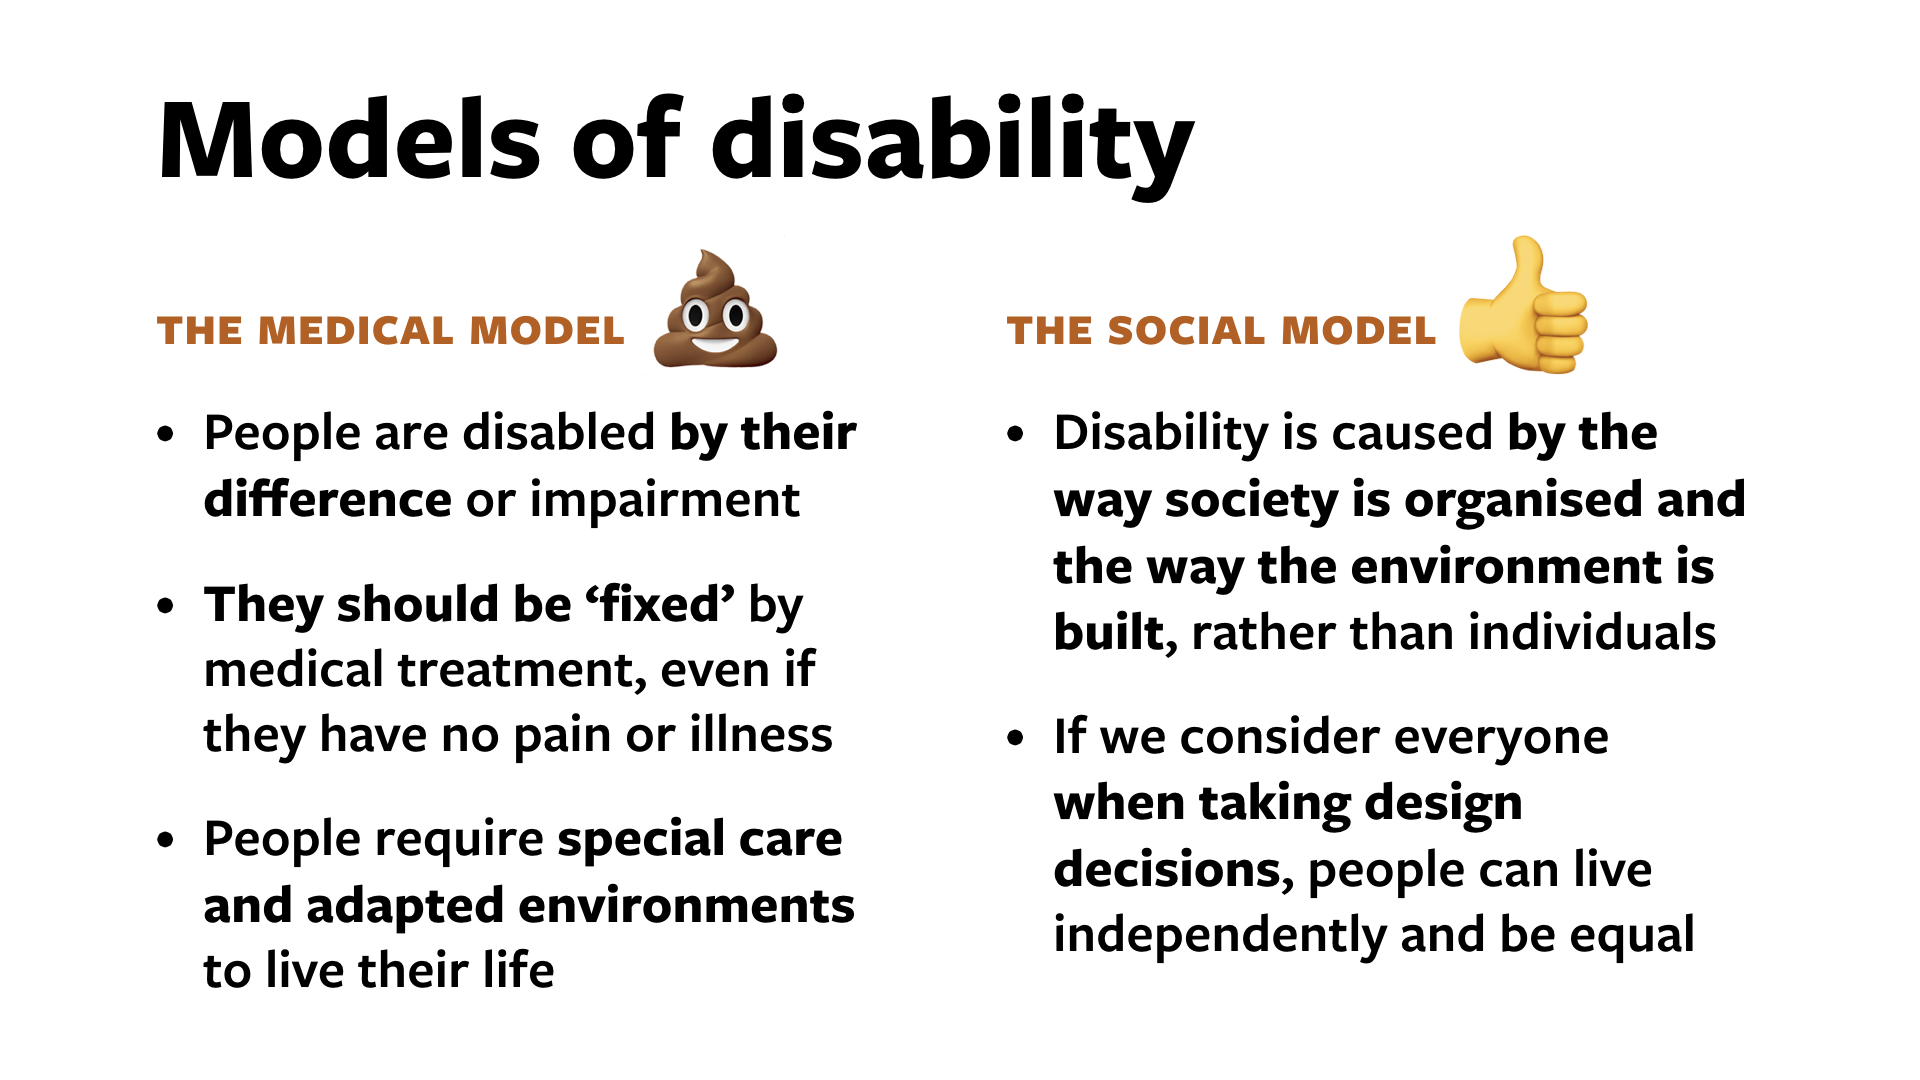 Models of disability
THE MEDICAL MODEL
• People are disabled by their
difference or impairment
• They should be ‘fixed’ by
medical treatment, even if
they have no pain or illness
• People require special care
and adapted environments
to live their life
THE SOCIAL MODEL
• Disability is caused by the
way society is organised and
the way the environment is
built, rather than individuals
• If we consider everyone
when taking design
decisions, people can live
independently and be equal